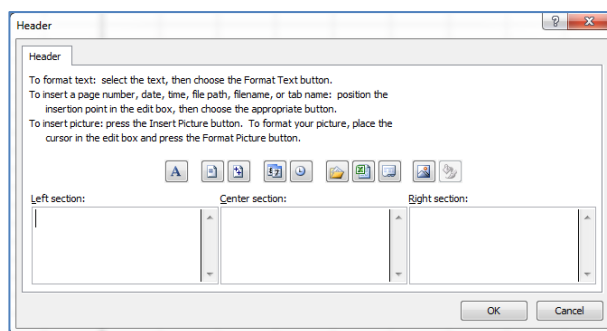 Header
Header
To format text: select the text, then choose the Format Text button.
To insert a page number, date, time, file path, filename, or tab name: position the
insertion point in the edit box, then choose the appropriate button.
To insert picture: press the Insert Picture button. To format your picture, place the
cursor in the edit box and press the Format Picture button.
A
Left section: Center section: Right section:
OK Cancel